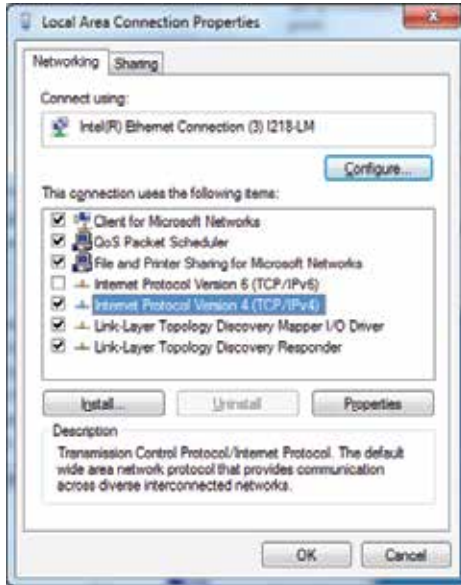 Local Area Connection Properties
Networking Sharing
Connect using:
Intel(R) Ethernet Connection (3) I218-LM
Configure...
This connection uses the following items:
Client for Microsoft Networks
QoS Packet Scheduler
File and Printer Sharing for Microsoft Networks
Internet Protocol Version 6 (TCP/IPv6)
Internet Protocol Version 4 (TCP/IPv4)
Link-Layer Topology Discovery Mapper I/O Driver
Link-Layer Topology Discovery Responder
Install... Uninstall Properties
Description
Transmission Control Protocol/Internet Protocol. The default
wide area network protocol that provides communication
across diverse interconnected networks.
OK Cancel